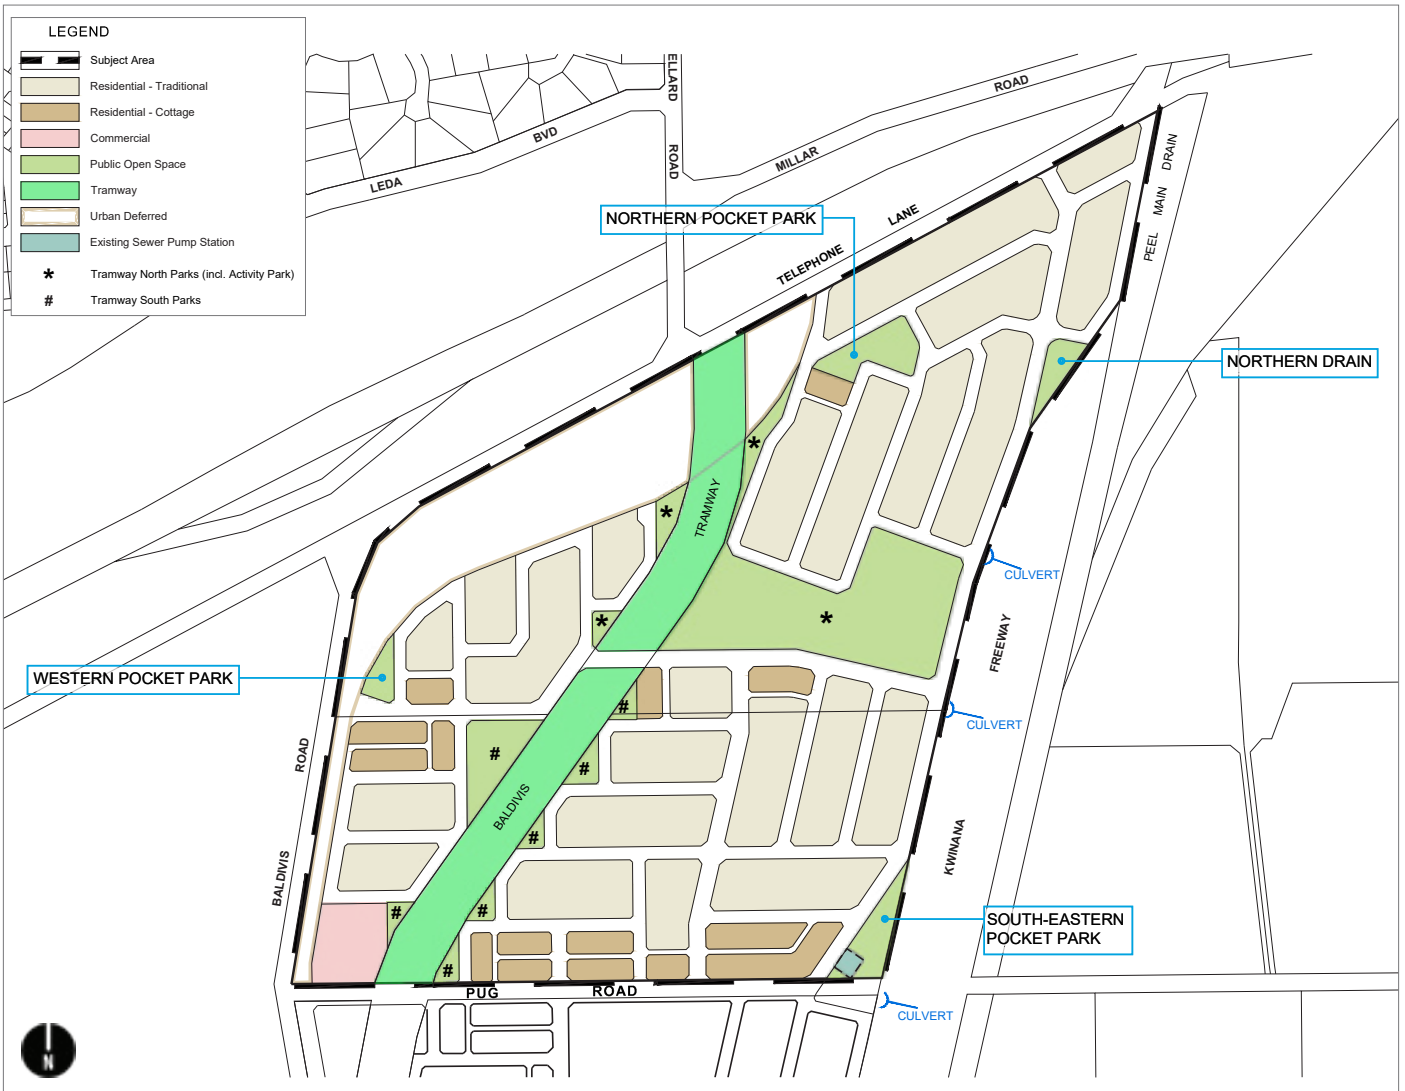 LEGEND
Subject Area
Residential - Traditional
Residential - Cottage
Commercial
Public Open Space
Tramway
Urban Deferred
Existing Sewer Pump Station
* Tramway North Parks (incl. Activity Park)
# Tramway South Parks
ELLARD
ROAD
LEDA
BVD
MILLAR
ROAD
TELEPHONE
LANE
PEEL MAIN DRAIN
NORTHERN POCKET PARK
NORTHERN DRAIN
*
*
TRAMWAY
CULVERT
*
*
FREEWAY
WESTERN POCKET PARK
#
CULVERT
ROAD
#
#
BALDIVIS
#
KWINANA
BALDIVIS
#
#
SOUTH-EASTERN
POCKET PARK
#
PUG
ROAD
CULVERT
N